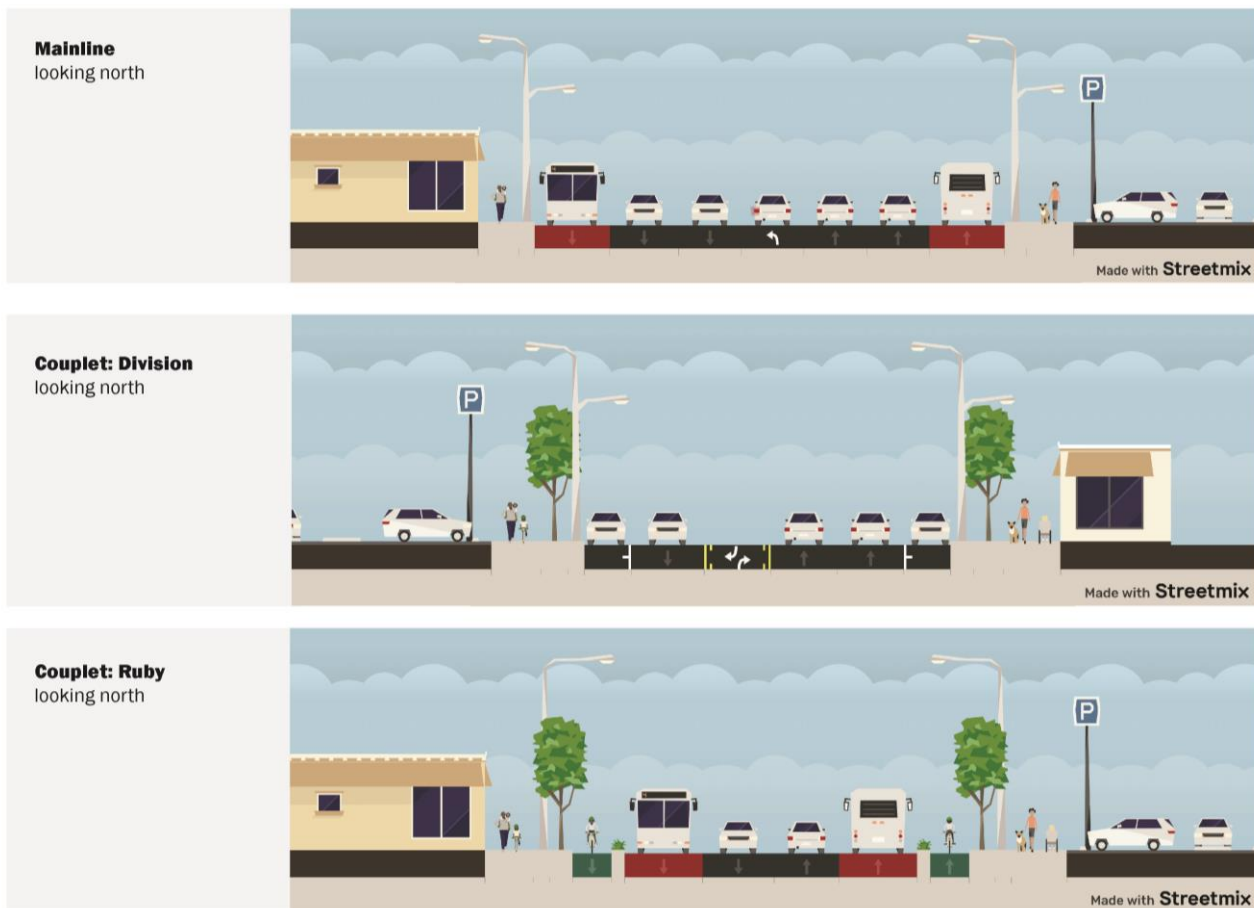 Mainline
looking north
P
Made with Streetmix
Couplet: Division
looking north
P
Made with Streetmix
Couplet: Ruby
looking north
P
Made with Streetmix